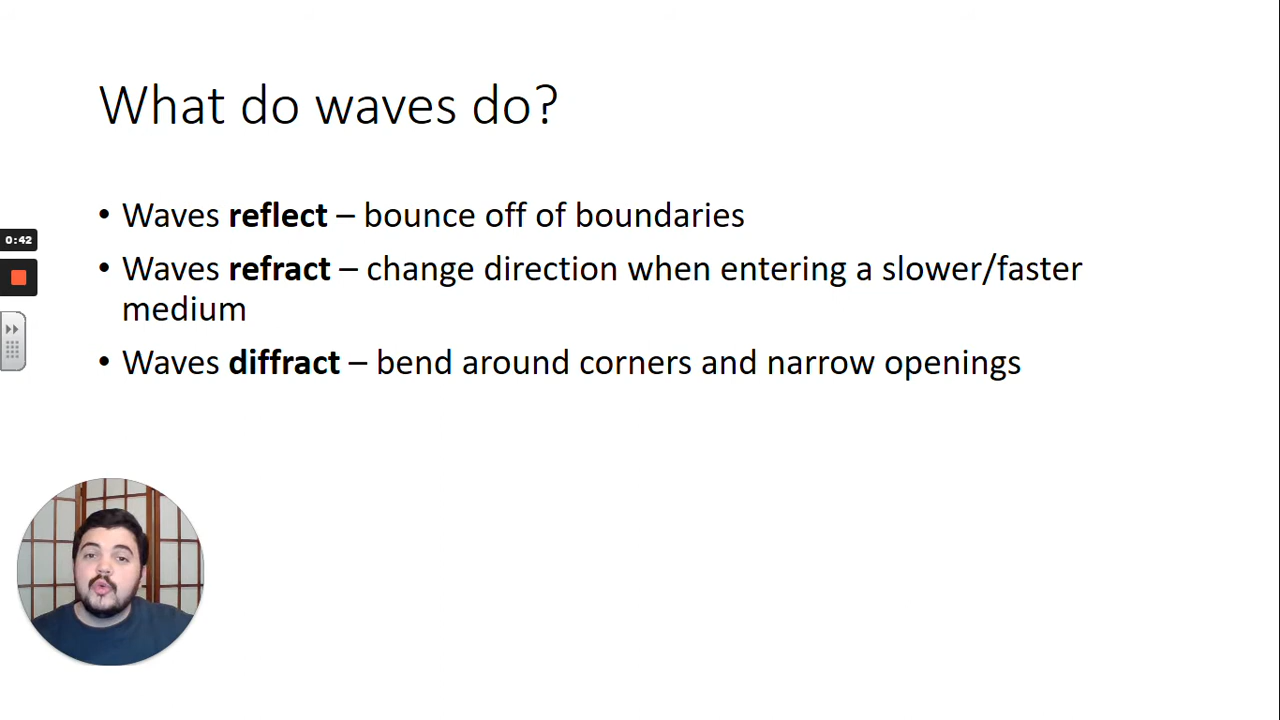 What do waves do?
• Waves reflect – bounce off of boundaries
• Waves refract – change direction when entering a slower/faster
medium
• Waves diffract – bend around corners and narrow openings
0:42